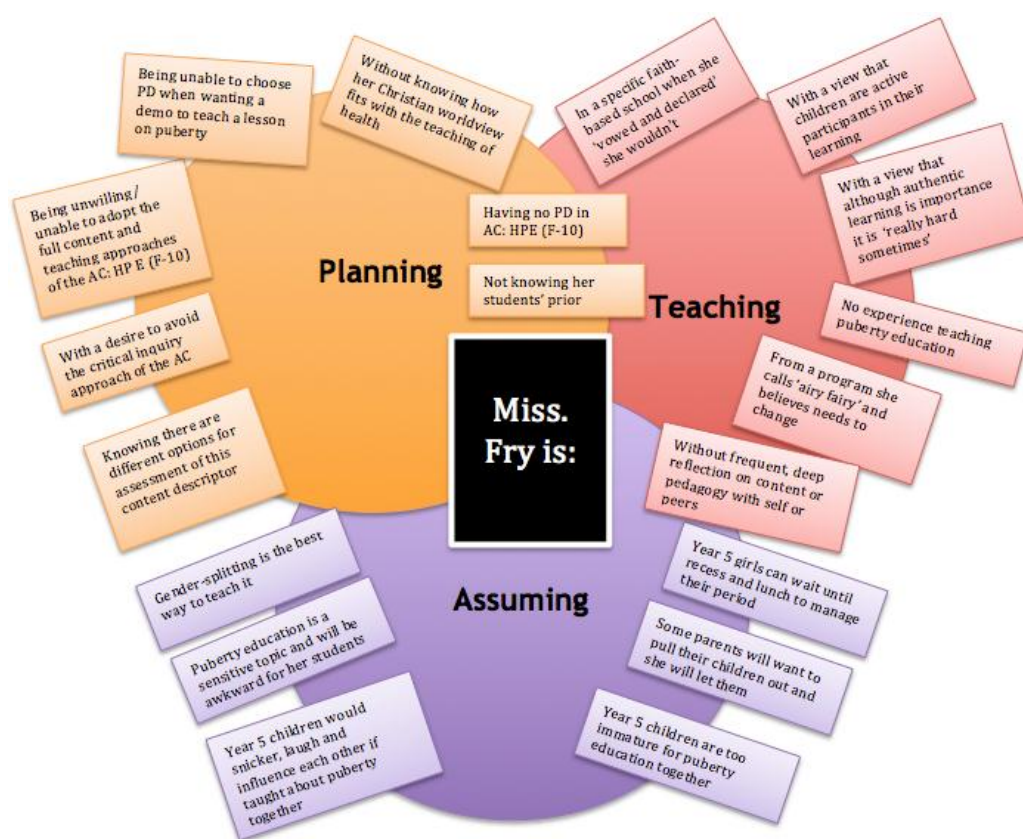 Being unable to choose
PD when wanting a
demo to teach a lesson
on puberty
Without knowing how
her Christian worldview
fits with the teaching of
health
In a specific faith-
based school when she
'vowed and declared'
she wouldn't
With a view that
children are active
participants in their
learning
Being unwilling/
unable to adopt the
full content and
teaching approaches
of the AC: HP E (F-10)
Having no PD in
AC: HPE (F-10)
With a view that
although authentic
learning is importance
it is 'really hard
sometimes'
Planning
Not knowing her
students' prior
Teaching
No experience teaching
puberty education
With a desire to avoid
the critical inquiry
approach of the AC
Miss.
Fry is:
From a program she
calls 'airy fairy' and
believes needs to
change
Knowing there are
different options for
assessment of this
content descriptor
Without frequent, deep
reflection on content or
pedagogy with self or
peers
Gender-splitting is the best
way to teach it
Assuming
Year 5 girls can wait until
recess and lunch to manage
their period
Puberty education is a
sensitive topic and will be
awkward for her students
Some parents will want to
pull their children out and
she will let them
Year 5 children would
snicker, laugh and
influence each other if
taught about puberty
together
Year 5 children are too
immature for puberty
education together